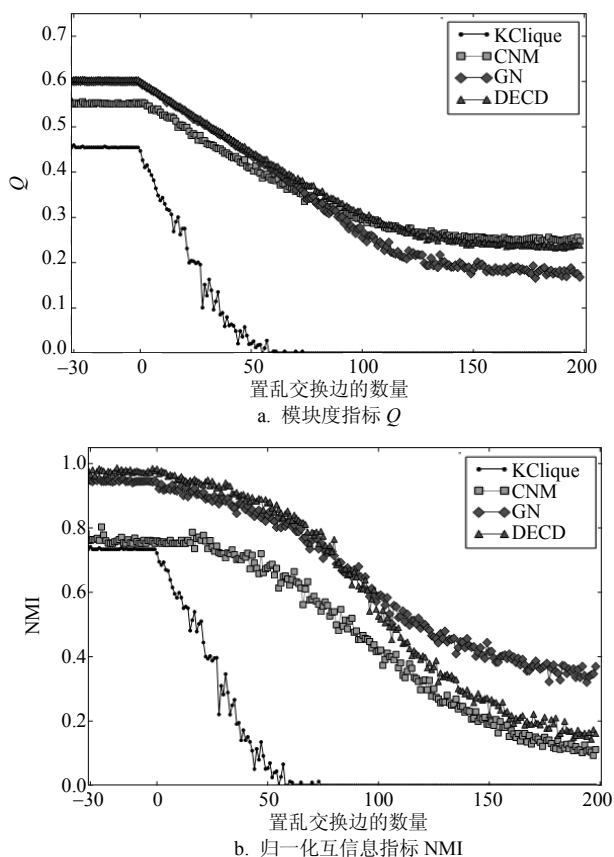 0.7
0.6
0.5
0.4
0.3
0.2
0.1
0.0
Q
KClique
CNM
GN
DECD
−30 0 50 100 150 200
置乱交换边的数量
a. 模块度指标 Q
1.0
0.8
0.6
0.4
0.2
0.0
NMI
KClique
CNM
GN
DECD
−30 0 50 100 150 200
置乱交换边的数量
b. 归一化互信息指标 NMI